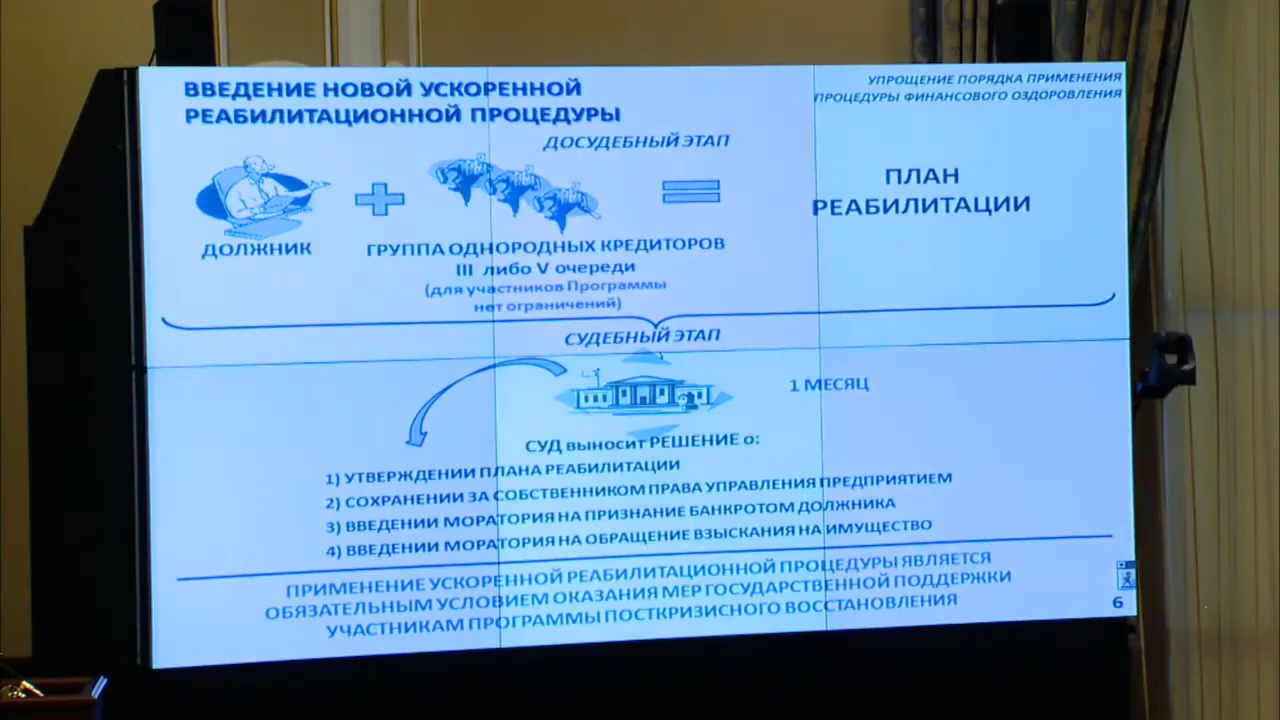 ВВЕДЕНИЕ НОВОЙ УСКОРЕННОЙ
РЕАБИЛИТАЦИОННОЙ ПРОЦЕДУРЫ
УПРОЩЕНИЕ ПОРЯДКА ПРИМЕНЕНИЯ
ПРОЦЕДУРЫ ФИНАНСОВОГО ОЗДОРОВЛЕНИЯ
ДОСУДЕБНЫЙ ЭТАП
ПЛАН
РЕАБИЛИТАЦИИ
ДОЛЖНИК
ГРУППА ОДНОРОДНЫХ КРЕДИТОРОВ
III либо V очереди
(для участников Программы
нет ограничений)
СУДЕБНЫЙ ЭТАП
1 МЕСЯЦ
СУД выносит РЕШЕНИЕ о:
1) УТВЕРЖДЕНИИ ПЛАНА РЕАБИЛИТАЦИИ
2) СОХРАНЕНИИ ЗА СОБСТВЕННИКОМ ПРАВА УПРАВЛЕНИЯ ПРЕДПРИЯТИЕМ
3) ВВЕДЕНИИ МОРАТОРИЯ НА ПРИЗНАНИЕ БАНКРОТОМ ДОЛЖНИКА
4) ВВЕДЕНИИ МОРАТОРИЯ НА ОБРАЩЕНИЕ ВЗЫСКАНИЯ НА ИМУЩЕСТВО
ПРИМЕНЕНИЕ УСКОРЕННОЙ РЕАБИЛИТАЦИОННОЙ ПРОЦЕДУРЫ ЯВЛЯЕТСЯ
ОБЯЗАТЕЛЬНЫМ УСЛОВИЕМ ОКАЗАНИЯ МЕР ГОСУДАРСТВЕННОЙ ПОДДЕРЖКИ
УЧАСТНИКАМ ПРОГРАММЫ ПОСТКРИЗИСНОГО ВОССТАНОВЛЕНИЯ
6